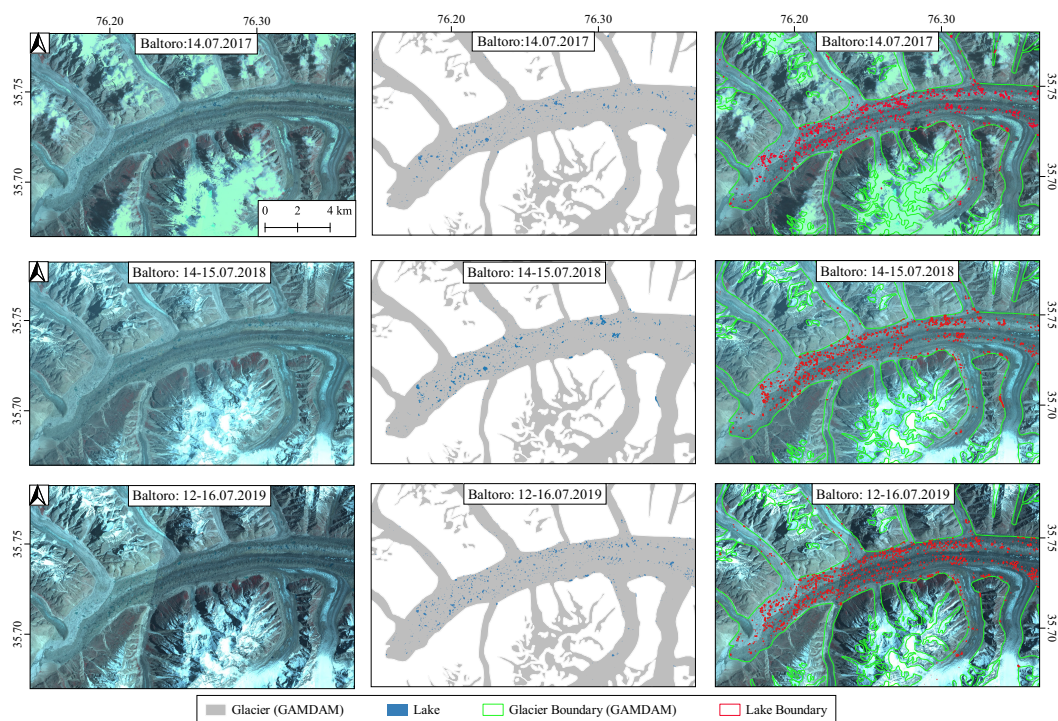 76.20 76.30 76.20 76.30 76.20 76.30
Baltoro:14.07.2017 Baltoro:14.07.2017 Baltoro:14.07.2017
35.75 35.75
35.70 35.70
0 2 4 km
Baltoro: 14-15.07.2018 Baltoro: 14-15.07.2018 Baltoro: 14-15.07.2018
35.75 35.75
35.70 35.70
Baltoro: 12-16.07.2019 Baltoro: 12-16.07.2019 Baltoro: 12-16.07.2019
35.75 35.75
35.70 35.70
Glacier (GAMDAM) Lake Glacier Boundary (GAMDAM) Lake Boundary